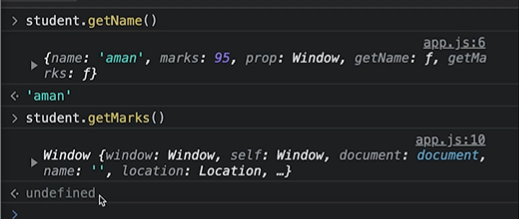 > student.getName()
app.js:6
▶ {name: 'aman', marks: 95, prop: Window, getName: ƒ, getMa
rks: ƒ}
<· 'aman'
> student.getMarks()
app.js:10
▶ Window {window: Window, self: Window, document: document,
name: '', location: Location, …}
<· undefined
>